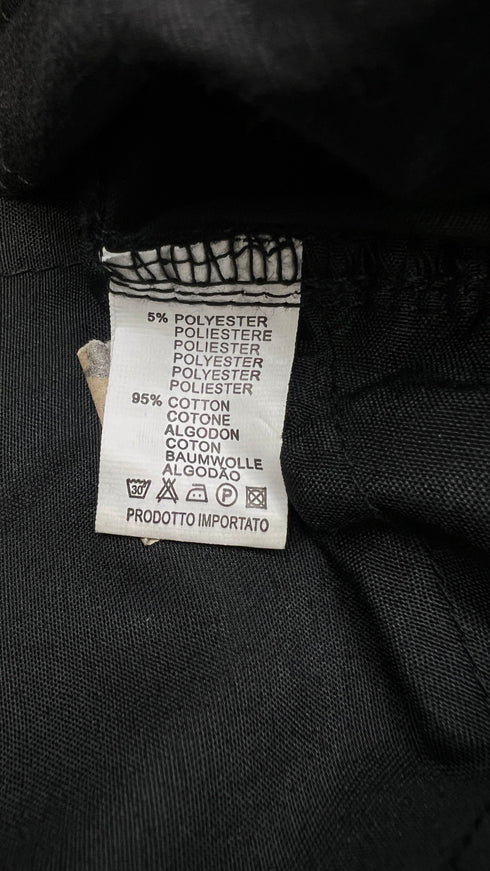 5% POLYESTER
POLIESTERE
POLIESTER
POLYESTER
POLYESTER
POLIESTER
95% COTTON
COTONE
ALGODON
COTON
BAUMWOLLE
ALGODÃO
30° P
PRODOTTO IMPORTATO